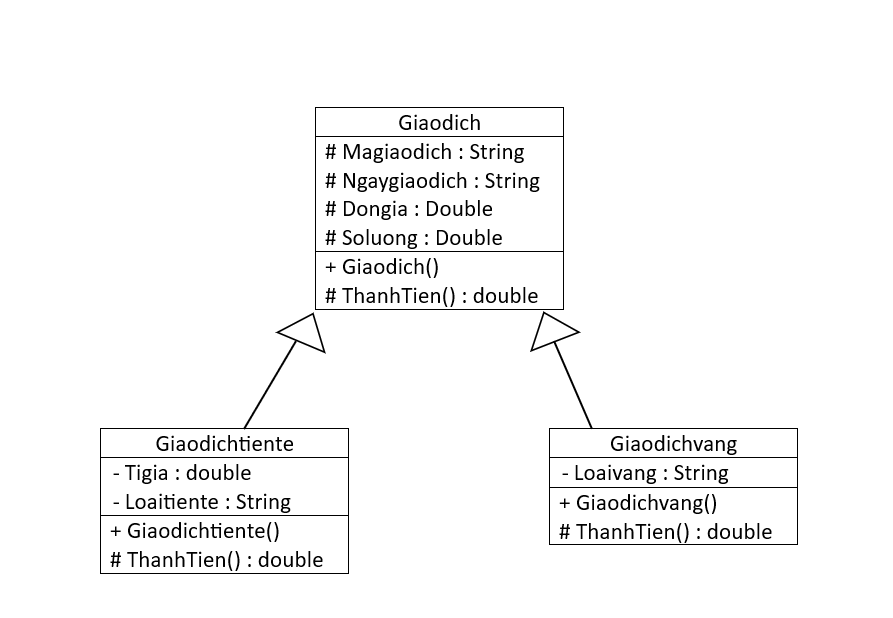 Giaodich
# Magiaodich : String
# Ngaygiaodich : String
# Dongia : Double
# Soluong : Double
+ Giaodich()
# ThanhTien() : double
Giaodichtiente
- Tigia : double
- Loaitiente : String
+ Giaodichtiente()
# ThanhTien() : double
Giaodichvang
- Loaivang : String
+ Giaodichvang()
# ThanhTien() : double